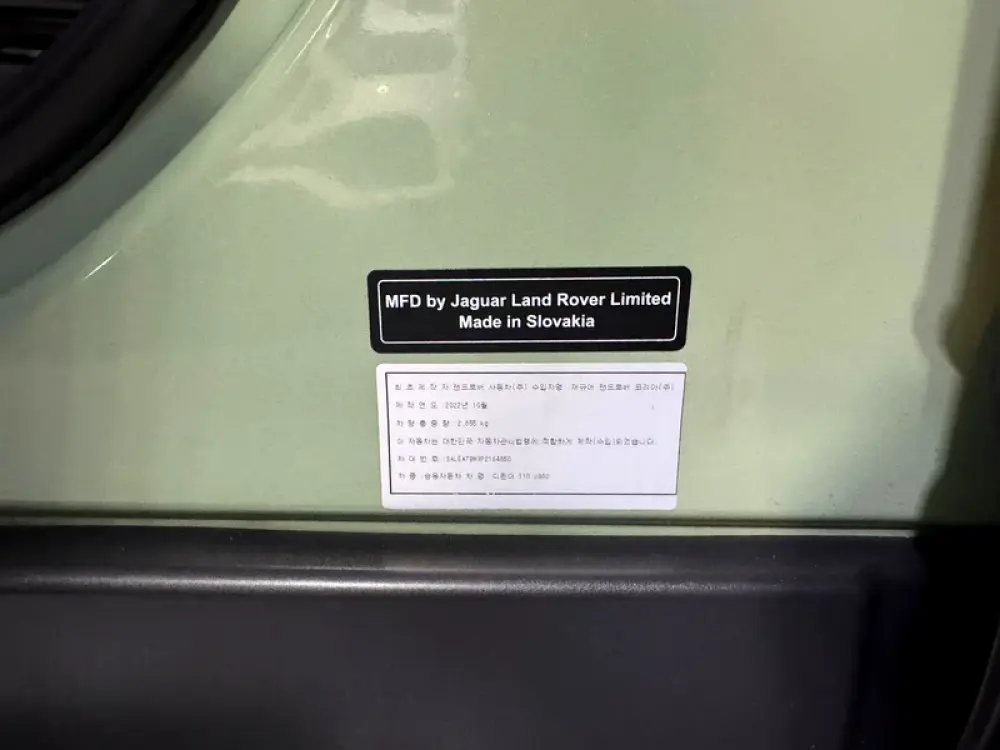 MFD by Jaguar Land Rover Limited
Made in Slovakia
최 초 제 작 자 랜드로버 자동차(주) 수입자명 : 재규어 랜드로버 코리아(주)
제 작 연 도 : 2022년 10월
차 량 총 중 량 : kg
이 자동차는 대한민국 자동차관리법령에 적합하게 제작(수입)되었습니다.
차 대 번 호 :
차 종 : 승용자동차 차 명 : 디펜더 110